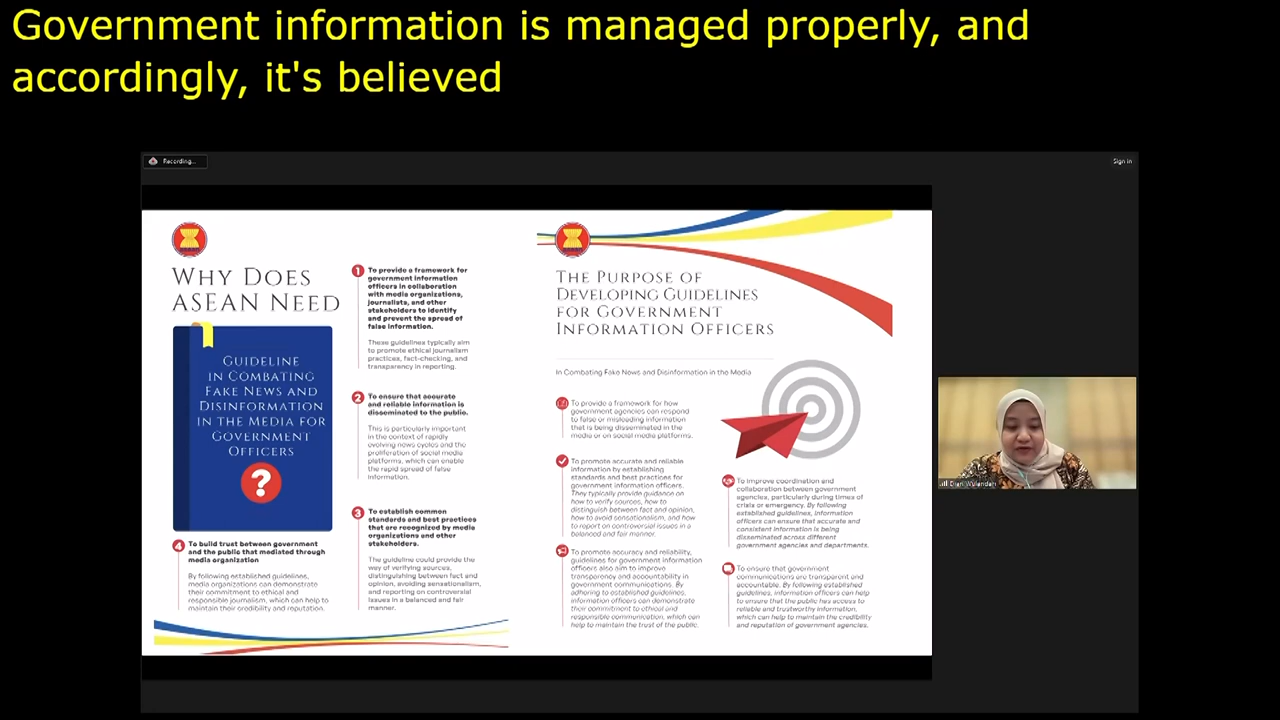 Government information is managed properly, and
accordingly, it's believed
Recording...
Sign in
WHY DOES
ASEAN NEED
GUIDELINE
IN COMBATING
FAKE NEWS AND
DISINFORMATION
IN THE MEDIA FOR
GOVERNMENT
OFFICERS
?
1
To provide a framework for
government information
officers in collaboration
with media organizations,
journalists, and other
stakeholders to identify
and prevent the spread of
false information.
These guidelines typically aim
to promote ethical journalism
practices, fact-checking, and
transparency in reporting.
2
To ensure that accurate
and reliable information is
disseminated to the public.
This is particularly important
in the context of rapidly
evolving news cycles and the
proliferation of social media
platforms, which can enable
the rapid spread of false
information.
3
To establish common
standards and best practices
that are recognized by media
organizations and other
stakeholders.
The guideline could provide the
way of verifying sources,
distinguishing between fact and
opinion, avoiding sensationalism,
and reporting on controversial
issues in a balanced and fair
manner.
4
To build trust between government
and the public that mediated through
media organization
By following established guidelines,
media organizations can demonstrate
their commitment to ethical and
responsible journalism, which can help to
maintain their credibility and reputation.
THE PURPOSE OF
DEVELOPING GUIDELINES
FOR GOVERNMENT
INFORMATION OFFICERS
In Combating Fake News and Disinformation in the Media
To provide a framework for how
government agencies can respond
to false or misleading information
that is being disseminated in the
media or on social media platforms.
To promote accurate and reliable
information by establishing
standards and best practices for
government information officers.
They typically provide guidance on
how to verify sources, how to
distinguish between fact and opinion,
how to avoid sensationalism, and how
to report on controversial issues in a
balanced and fair manner.
To promote accuracy and reliability,
guidelines for government information
officers also aim to improve
transparency and accountability in
government communications. By
adhering to established guidelines,
information officers can demonstrate
their commitment to ethical and
responsible communication, which can
help to maintain the trust of the public.
To improve coordination and
collaboration between government
agencies, particularly during times of
crisis or emergency. By following
established guidelines, information
officers can ensure that accurate and
consistent information is being
disseminated across different
government agencies and departments.
To ensure that government
communications are transparent and
accountable. By following established
guidelines, information officers can help
to ensure that the public has access to
reliable and trustworthy information,
which can help to maintain the credibility
and reputation of government agencies.
Dian Wulandari